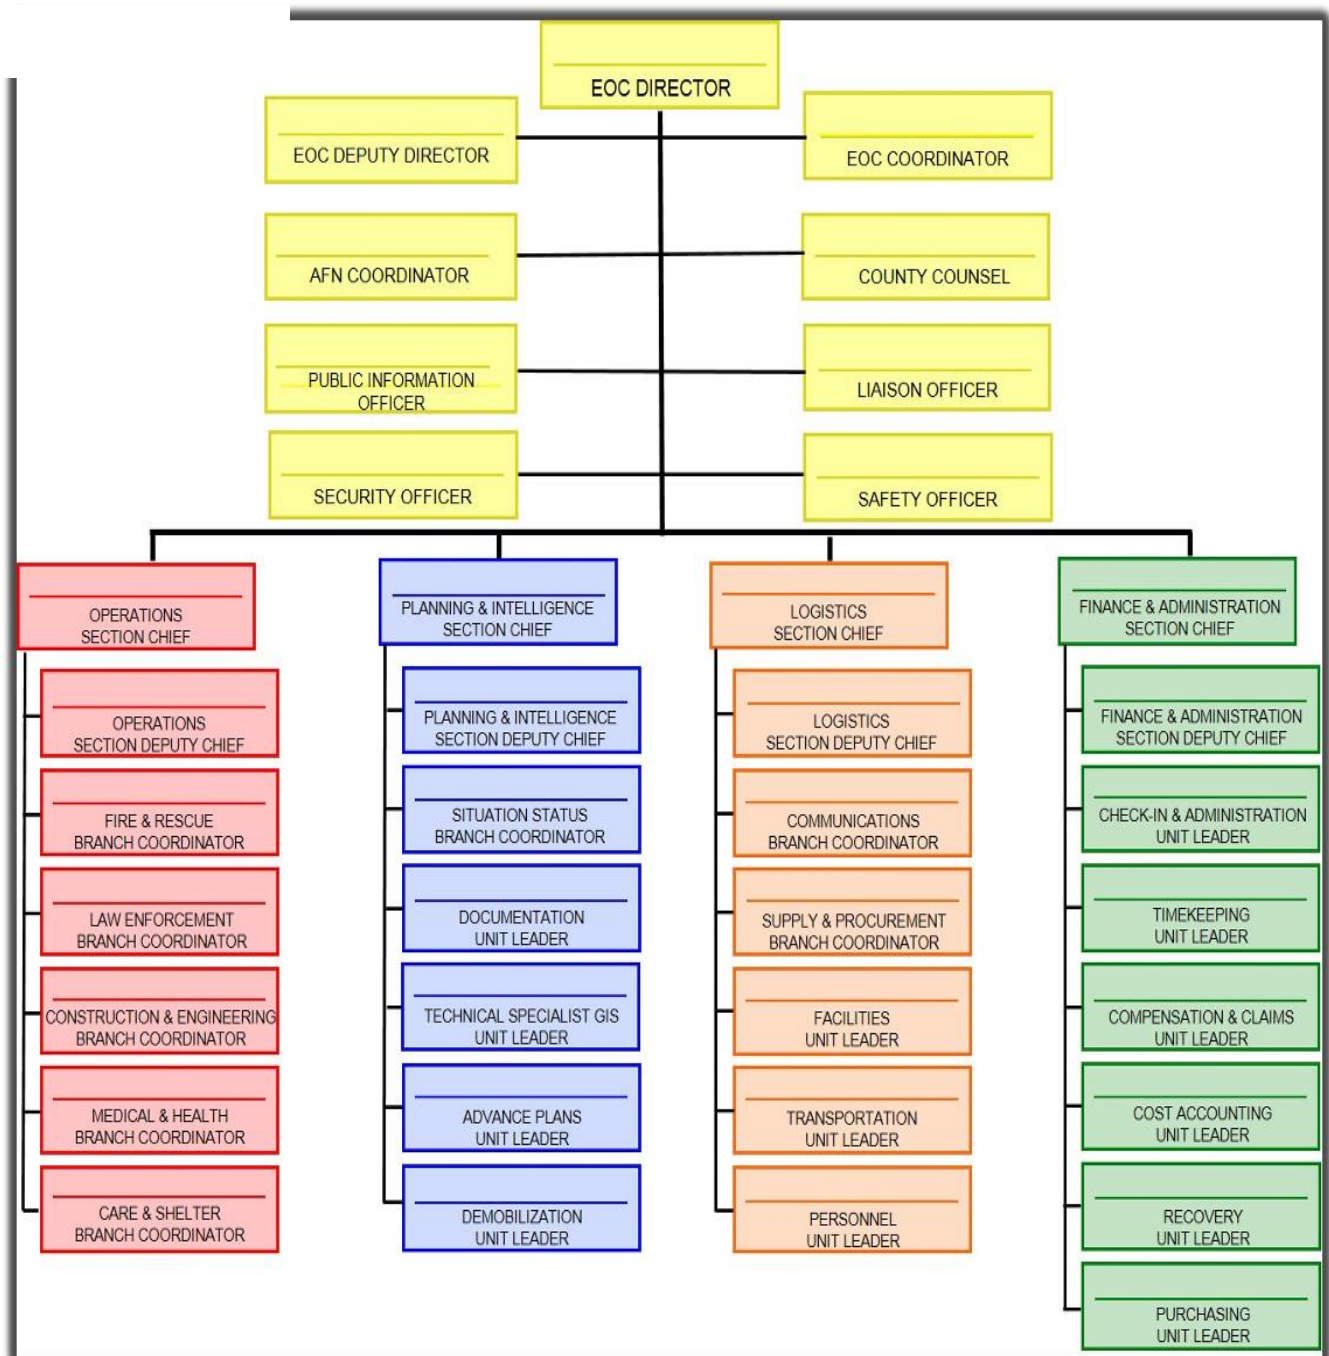 EOC DIRECTOR
EOC DEPUTY DIRECTOR
EOC COORDINATOR
AFN COORDINATOR
COUNTY COUNSEL
PUBLIC INFORMATION
OFFICER
LIAISON OFFICER
SECURITY OFFICER
SAFETY OFFICER
OPERATIONS
SECTION CHIEF
OPERATIONS
SECTION DEPUTY CHIEF
FIRE & RESCUE
BRANCH COORDINATOR
LAW ENFORCEMENT
BRANCH COORDINATOR
CONSTRUCTION & ENGINEERING
BRANCH COORDINATOR
MEDICAL & HEALTH
BRANCH COORDINATOR
CARE & SHELTER
BRANCH COORDINATOR
PLANNING & INTELLIGENCE
SECTION CHIEF
PLANNING & INTELLIGENCE
SECTION DEPUTY CHIEF
SITUATION STATUS
BRANCH COORDINATOR
DOCUMENTATION
UNIT LEADER
TECHNICAL SPECIALIST GIS
UNIT LEADER
ADVANCE PLANS
UNIT LEADER
DEMOBILIZATION
UNIT LEADER
LOGISTICS
SECTION CHIEF
LOGISTICS
SECTION DEPUTY CHIEF
COMMUNICATIONS
BRANCH COORDINATOR
SUPPLY & PROCUREMENT
BRANCH COORDINATOR
FACILITIES
UNIT LEADER
TRANSPORTATION
UNIT LEADER
PERSONNEL
UNIT LEADER
FINANCE & ADMINISTRATION
SECTION CHIEF
FINANCE & ADMINISTRATION
SECTION DEPUTY CHIEF
CHECK-IN & ADMINISTRATION
UNIT LEADER
TIMEKEEPING
UNIT LEADER
COMPENSATION & CLAIMS
UNIT LEADER
COST ACCOUNTING
UNIT LEADER
RECOVERY
UNIT LEADER
PURCHASING
UNIT LEADER